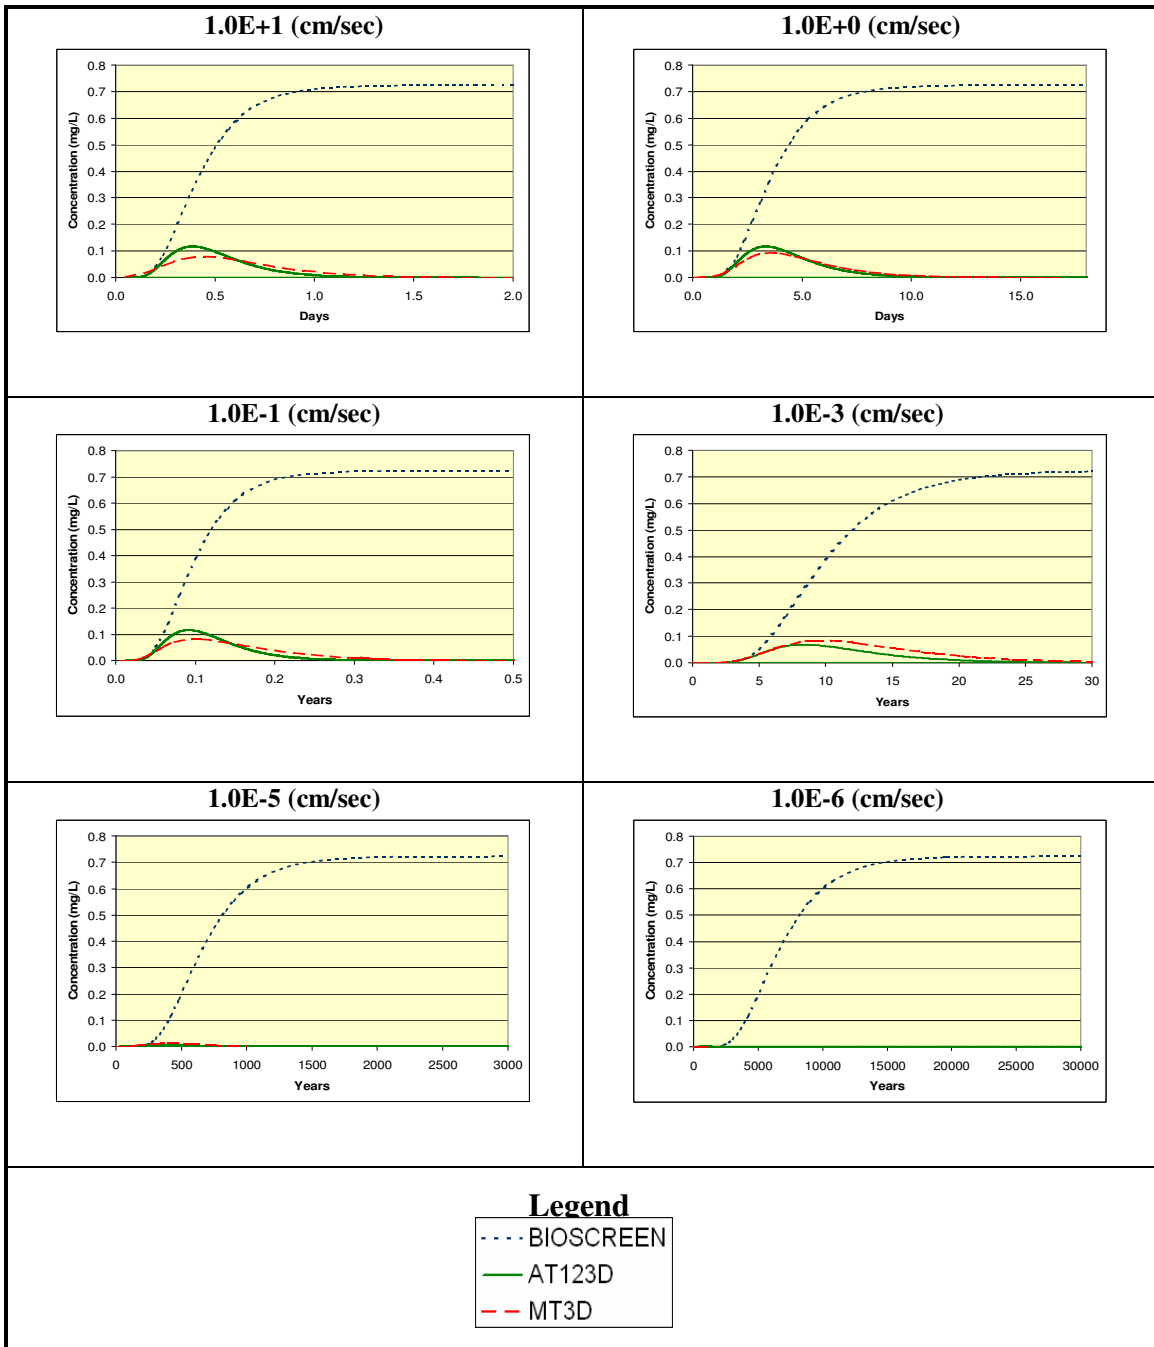 1.0E+1 (cm/sec)
0.8
0.7
0.6
0.5
0.4
0.3
0.2
0.1
0.0
Concentration (mg/L)
0.0 0.5 1.0 1.5 2.0
Days
1.0E+0 (cm/sec)
0.8
0.7
0.6
0.5
0.4
0.3
0.2
0.1
0.0
Concentration (mg/L)
0.0 5.0 10.0 15.0
Days
1.0E-1 (cm/sec)
0.8
0.7
0.6
0.5
0.4
0.3
0.2
0.1
0.0
Concentration (mg/L)
0.0 0.1 0.2 0.3 0.4 0.5
Years
1.0E-3 (cm/sec)
0.8
0.7
0.6
0.5
0.4
0.3
0.2
0.1
0.0
Concentration (mg/L)
0 5 10 15 20 25 30
Years
1.0E-5 (cm/sec)
0.8
0.7
0.6
0.5
0.4
0.3
0.2
0.1
0.0
Concentration (mg/L)
0 500 1000 1500 2000 2500 3000
Years
1.0E-6 (cm/sec)
0.8
0.7
0.6
0.5
0.4
0.3
0.2
0.1
0.0
Concentration (mg/L)
0 5000 10000 15000 20000 25000 30000
Years
Legend
BIOSCREEN
AT123D
MT3D